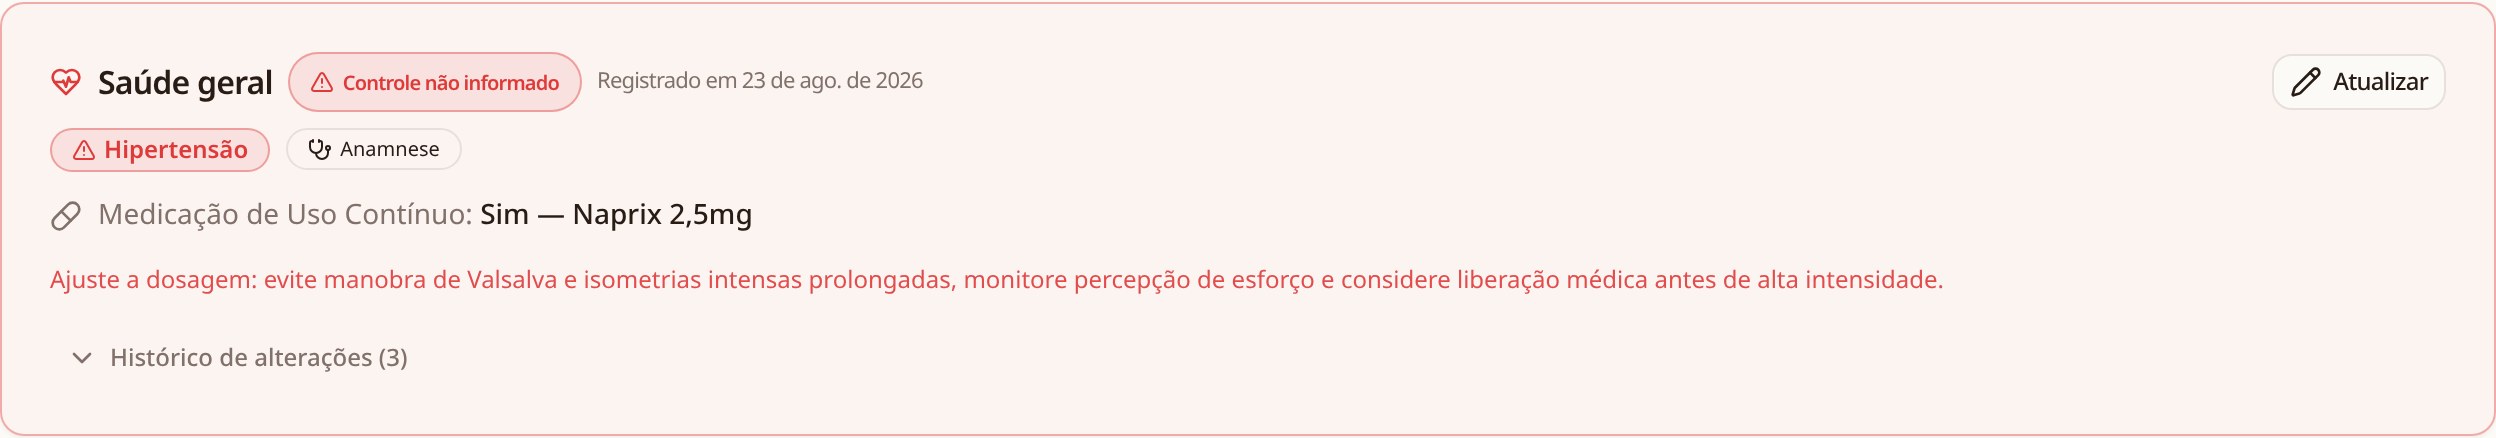 Saúde geral Controle não informado Registrado em 23 de ago. de 2026 Atualizar
Hipertensão Anamnese
Medicação de Uso Contínuo: Sim — Naprix 2,5mg
Ajuste a dosagem: evite manobra de Valsalva e isometrias intensas prolongadas, monitore percepção de esforço e considere liberação médica antes de alta intensidade.
Histórico de alterações (3)